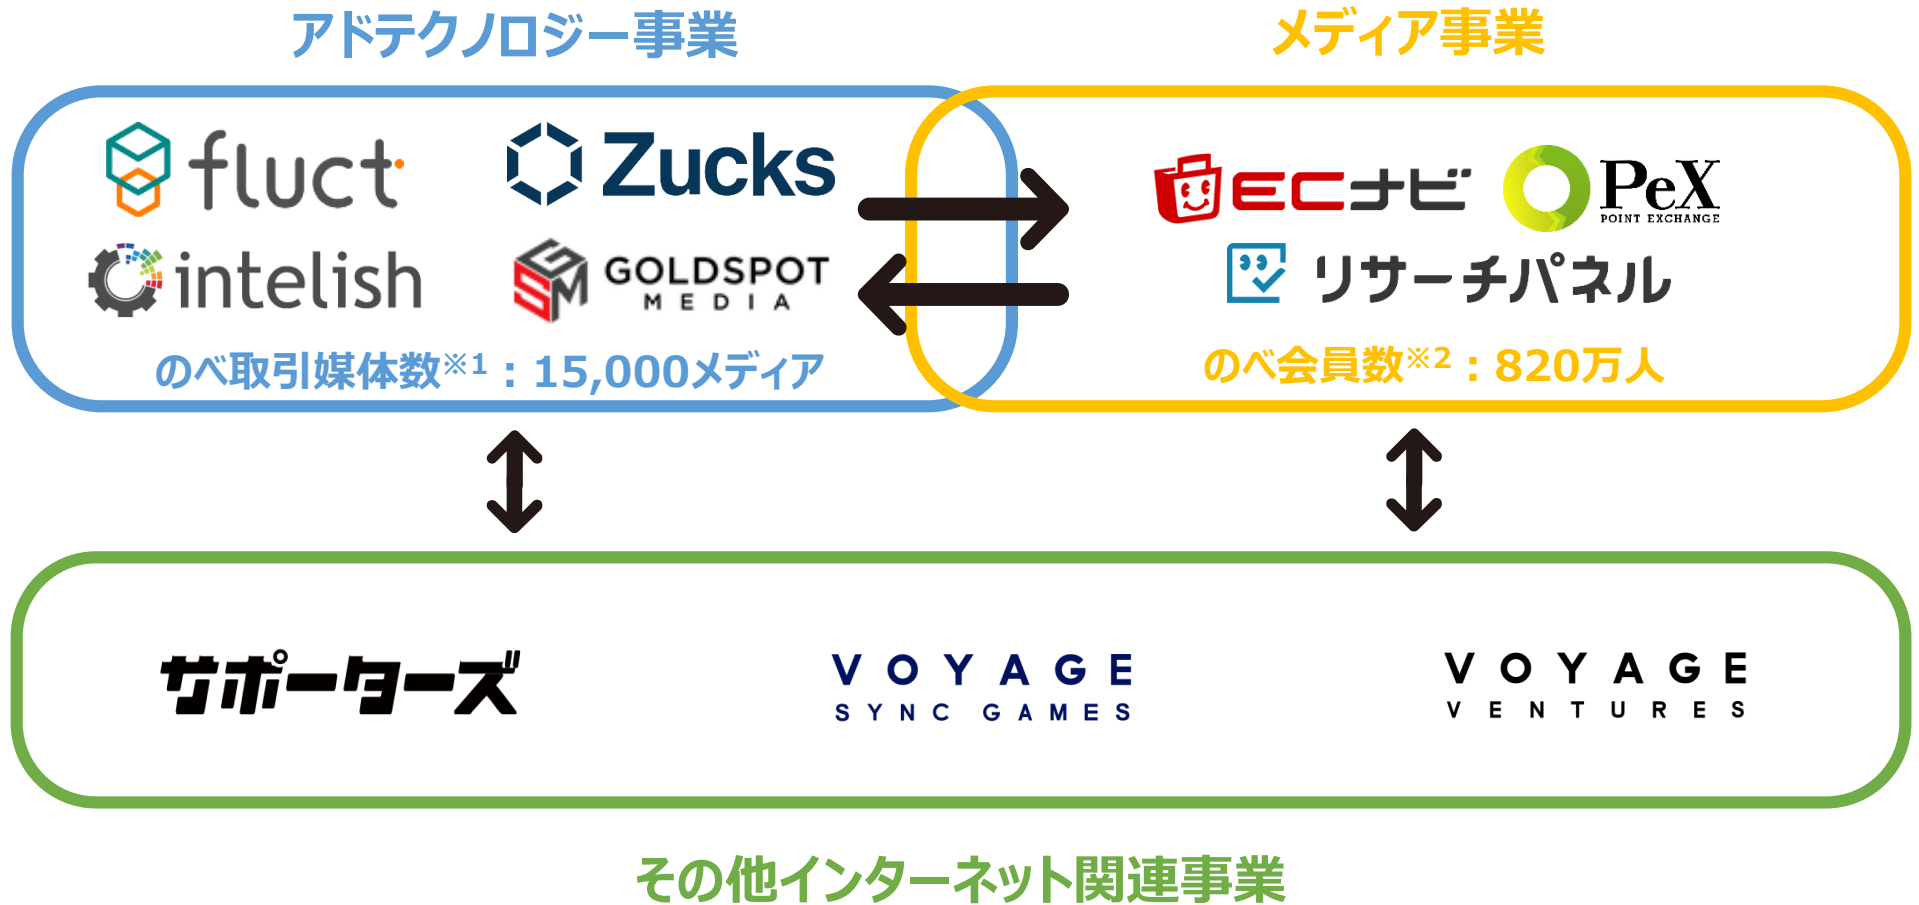 アドテクノロジー事業
メディア事業
fluct
Zucks
intelish
GSM
GOLDSPOT
MEDIA
のべ取引媒体数※1：15,000メディア
ECナビ
PeX
POINT EXCHANGE
リサーチパネル
のべ会員数※2：820万人
サポーターズ
VOYAGE
SYNC GAMES
VOYAGE
VENTURES
その他インターネット関連事業